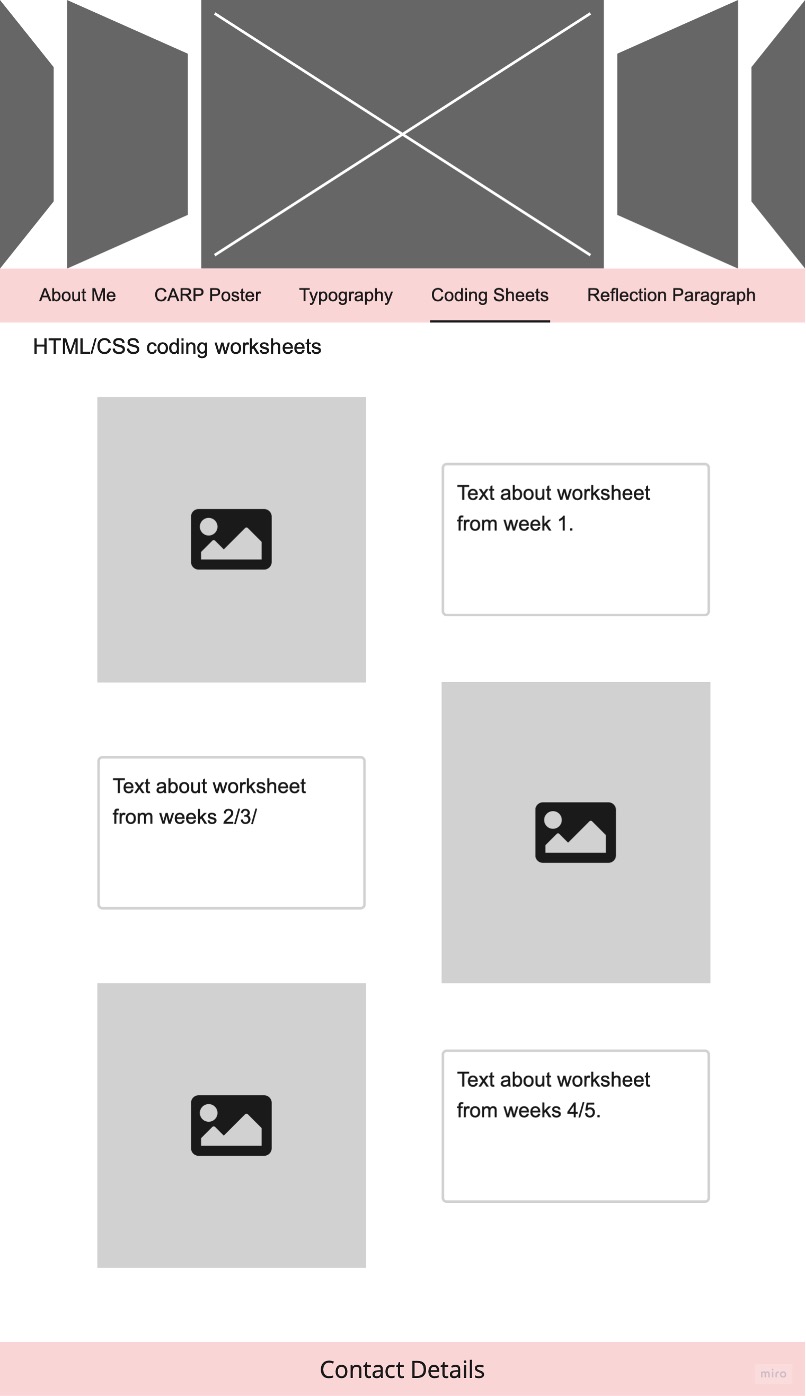 About Me CARP Poster Typography Coding Sheets Reflection Paragraph
HTML/CSS coding worksheets
Text about worksheet
from week 1.
Text about worksheet
from weeks 2/3/
Text about worksheet
from weeks 4/5.
Contact Details
miro